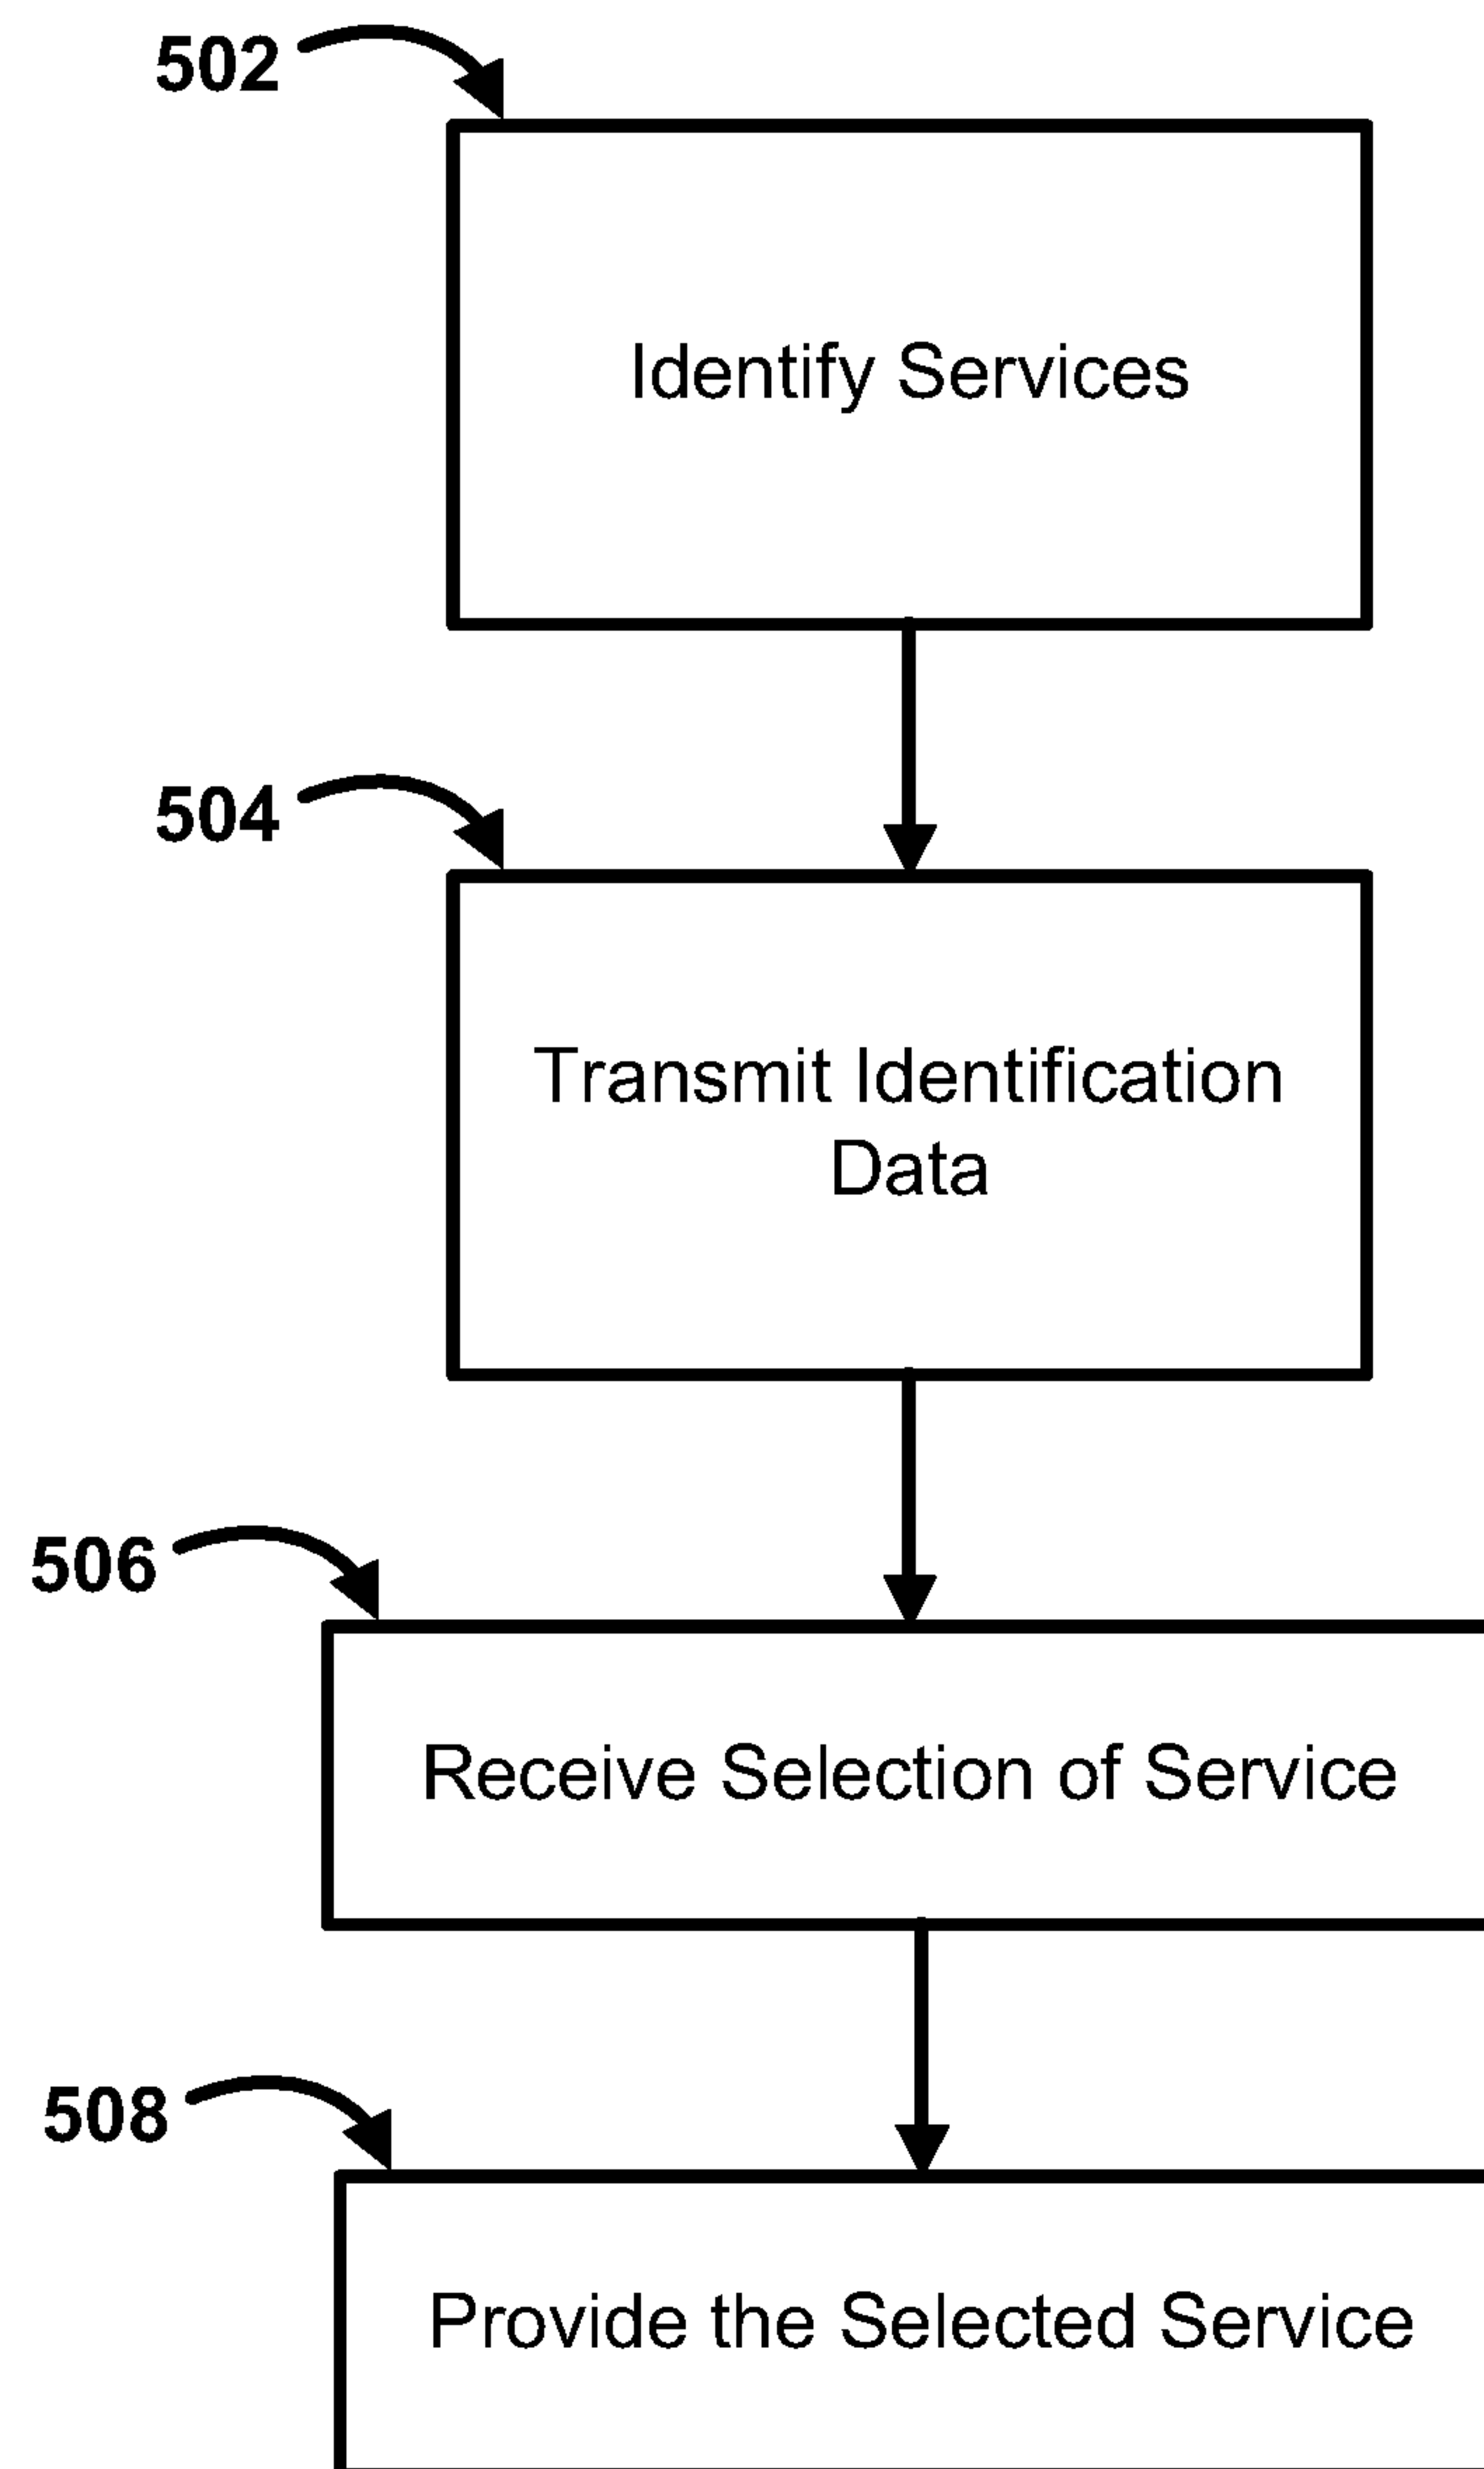 502
Identify Services
504
Transmit Identification
Data
506
Receive Selection of Service
508
Provide the Selected Service